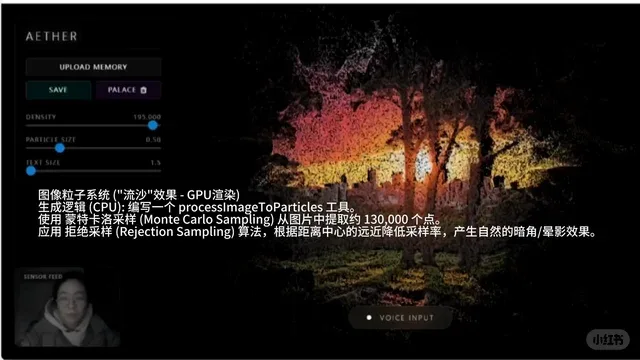 AETHER
UPLOAD MEMORY
SAVE
PALACE
DENSITY 195.000
PARTICLE SIZE 0.50
TEXT SIZE 1.5
图像粒子系统 ("流沙"效果 - GPU渲染)
生成逻辑 (CPU): 编写一个 processImageToParticles 工具。
使用 蒙特卡洛采样 (Monte Carlo Sampling) 从图片中提取约 130,000 个点。
应用 拒绝采样 (Rejection Sampling) 算法，根据距离中心的远近降低采样率，产生自然的暗角/晕影效果。
SENSOR FEED
VOICE INPUT
小红书